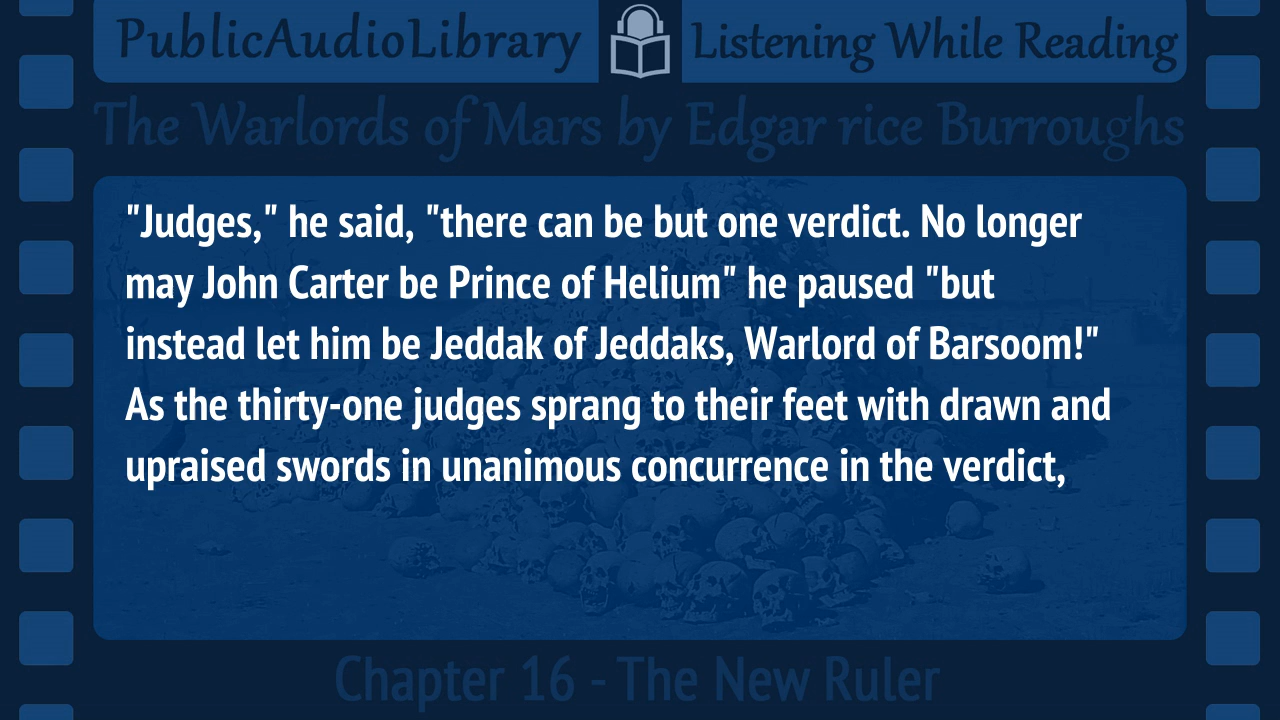 PublicAudioLibrary Listening While Reading
The Warlords of Mars by Edgar rice Burroughs
"Judges," he said, "there can be but one verdict. No longer
may John Carter be Prince of Helium" he paused "but
instead let him be Jeddak of Jeddaks, Warlord of Barsoom!"
As the thirty-one judges sprang to their feet with drawn and
upraised swords in unanimous concurrence in the verdict,
Chapter 16 - The New Ruler